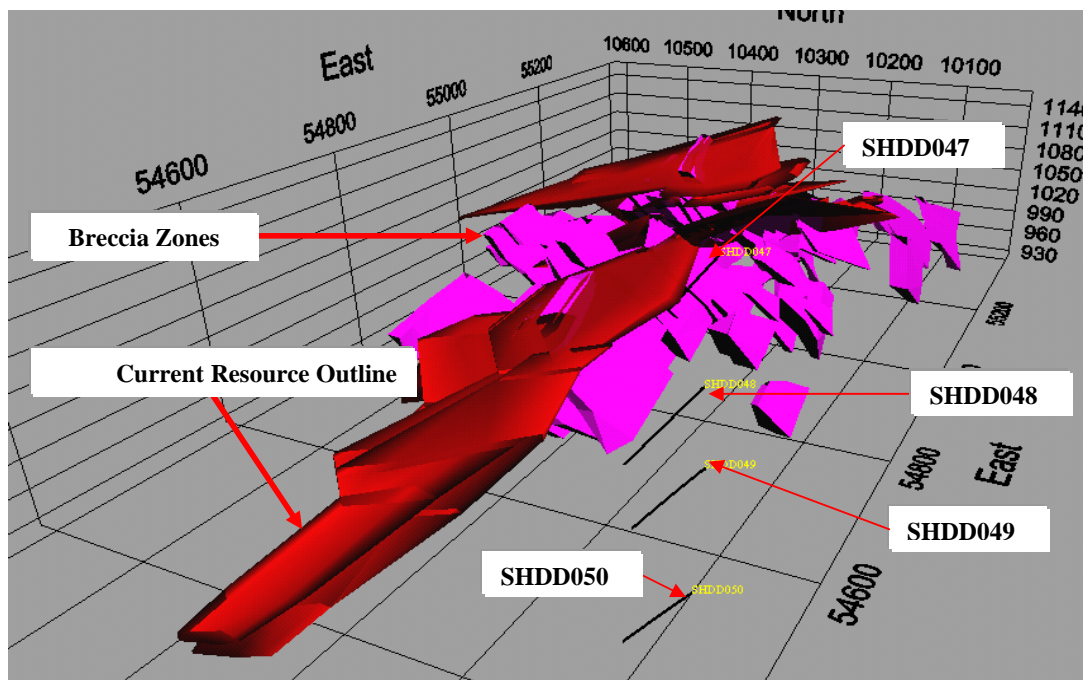 North
East
10600 10500 10400 10300 10200 10100
55200
55000
54800
54600
1140
1110
1080
1050
1020
990
960
930
SHDD047
Breccia Zones
SHDD047
55200
Current Resource Outline
SHDD048
SHDD048
54800
East
SHDD049
SHDD049
54600
SHDD050
SHDD050